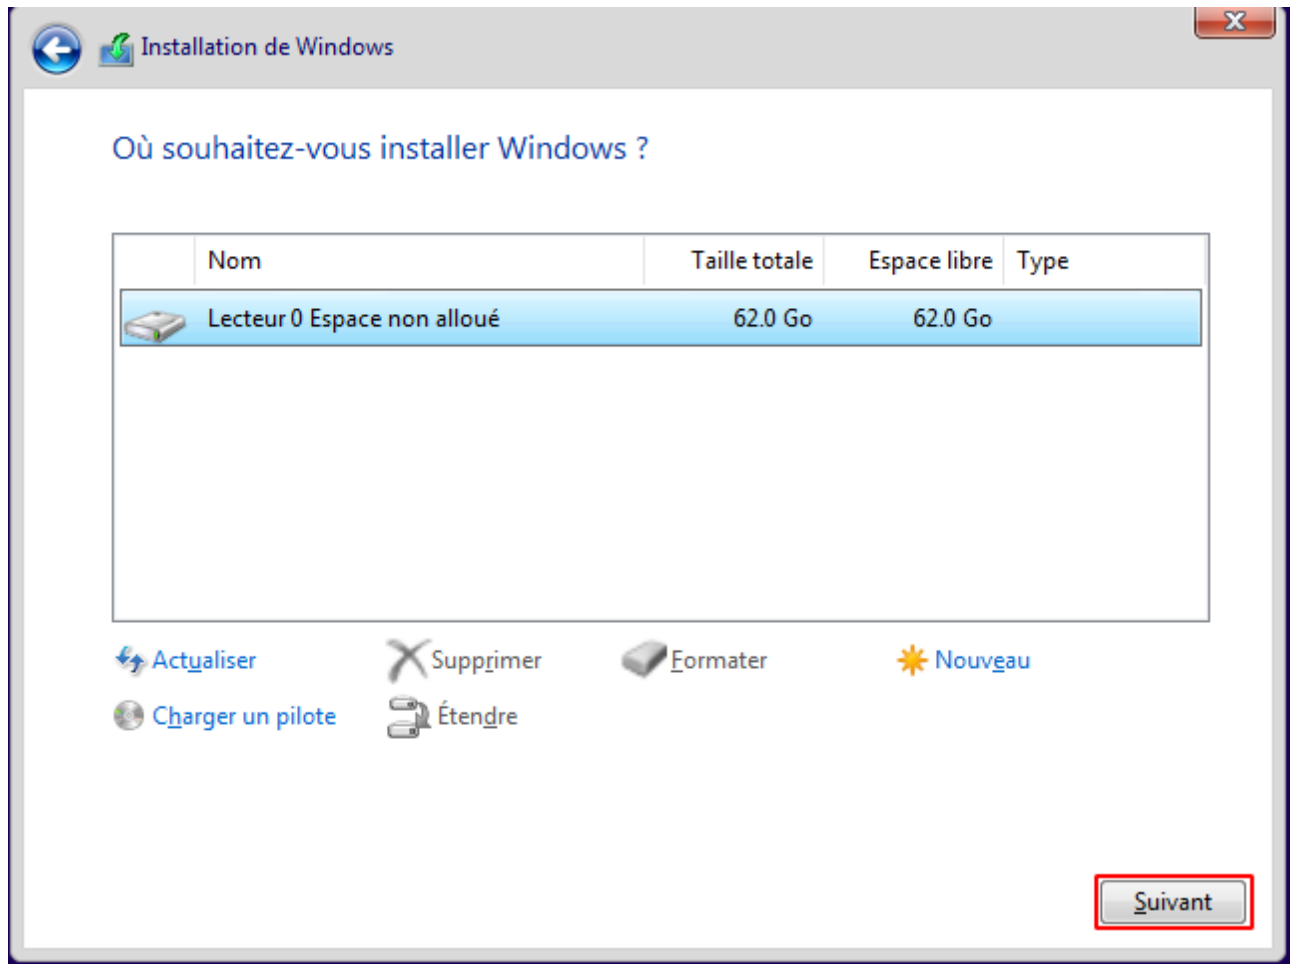 Installation de Windows
Où souhaitez-vous installer Windows ?
Nom Taille totale Espace libre Type
Lecteur 0 Espace non alloué 62.0 Go 62.0 Go
Actualiser Supprimer Formater Nouveau
Charger un pilote Étendre
Suivant